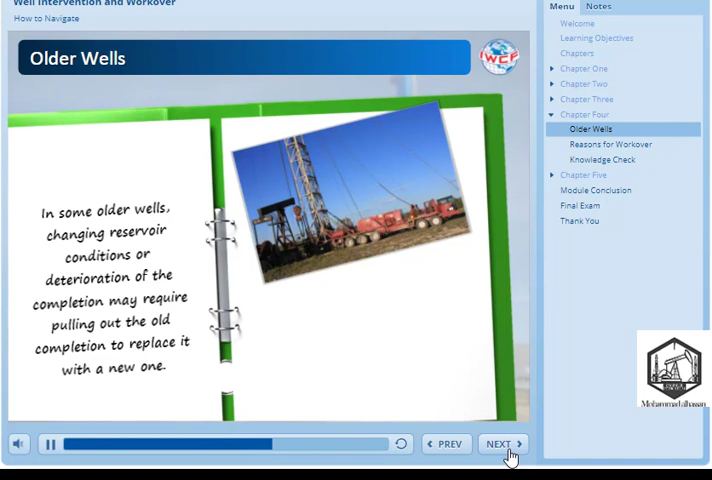 Well Intervention and Workover
How to Navigate
Older Wells
IWCF
In some older wells,
changing reservoir
conditions or
deterioration of the
completion may require
pulling out the old
completion to replace it
with a new one.
PREV
NEXT
Menu
Notes
Welcome
Learning Objectives
Chapters
Chapter One
Chapter Two
Chapter Three
Chapter Four
Older Wells
Reasons for Workover
Knowledge Check
Chapter Five
Module Conclusion
Final Exam
Thank You
Mohammad alhassan